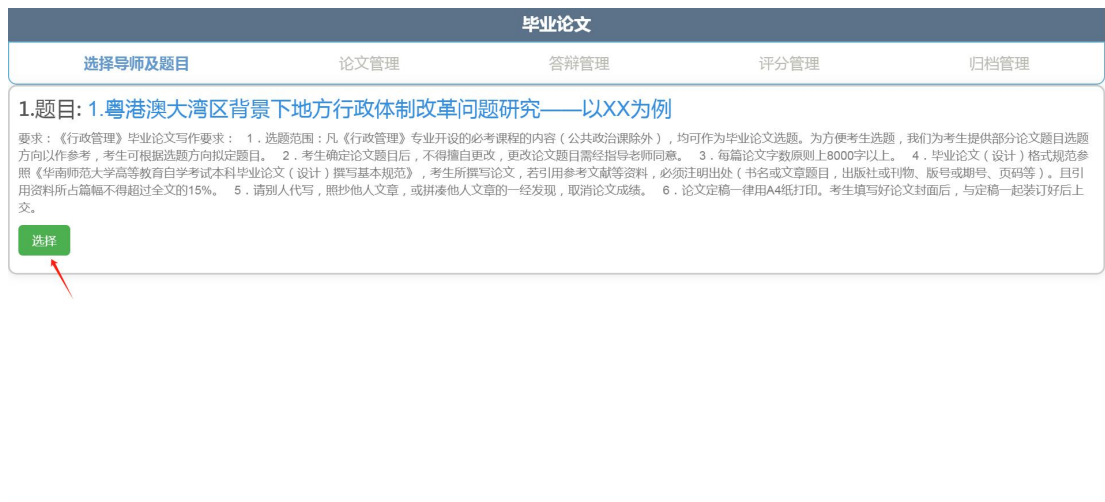 毕业论文
选择导师及题目 论文管理 答辩管理 评分管理 归档管理
1.题目: 1.粤港澳大湾区背景下地方行政体制改革问题研究——以XX为例
要求：《行政管理》毕业论文写作要求： 1．选题范围：凡《行政管理》专业开设的必考课程的内容（公共政治课除外），均可作为毕业论文选题。为方便考生选题，我们为考生提供部分论文题目选题
方向以作参考，考生可根据选题方向拟定题目。 2．考生确定论文题目后，不得擅自更改，更改论文题目需经指导老师同意。 3．每篇论文字数原则上8000字以上。 4．毕业论文（设计）格式规范参
照《华南师范大学高等教育自学考试本科毕业论文（设计）撰写基本规范》，考生所撰写论文，若引用参考文献等资料，必须注明出处（书名或文章题目，出版社或刊物、版号或期号、页码等）。且引
用资料所占篇幅不得超过全文的15%。 5．请别人代写，照抄他人文章，或拼凑他人文章的一经发现，取消论文成绩。 6．论文定稿一律用A4纸打印。考生填写好论文封面后，与定稿一起装订好后上
交。
选择